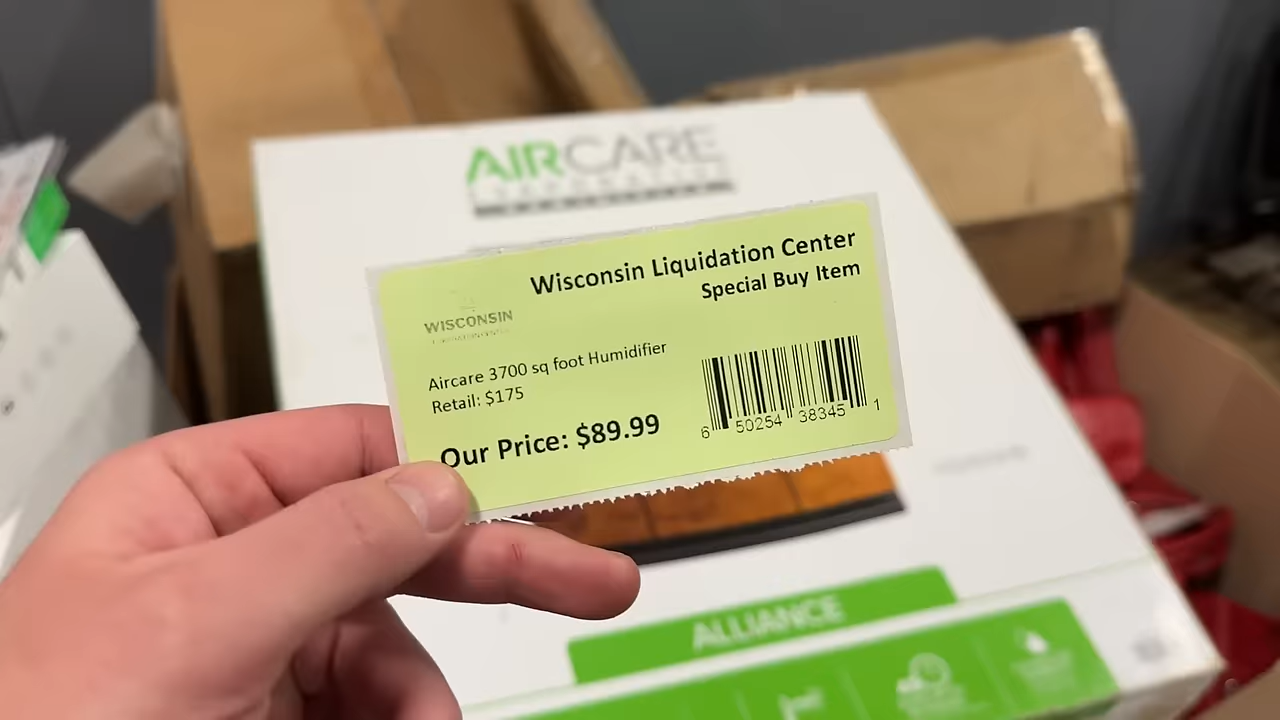 AIRCARE
Wisconsin Liquidation Center
Special Buy Item
WISCONSIN
Aircare 3700 sq foot Humidifier
Retail: $175
Our Price: $89.99
6 50254 38345 1
ALLIANCE